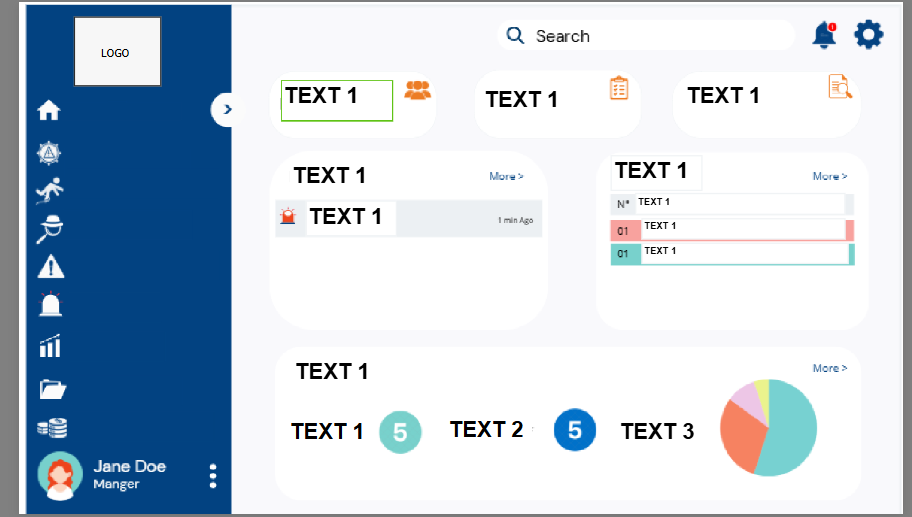 LOGO
Search
!
>
TEXT 1
TEXT 1
TEXT 1
TEXT 1
More >
TEXT 1
1 min Ago
TEXT 1
More >
N° TEXT 1
01 TEXT 1
01 TEXT 1
TEXT 1
More >
TEXT 1 5 TEXT 2 5 TEXT 3
Jane Doe
Manger